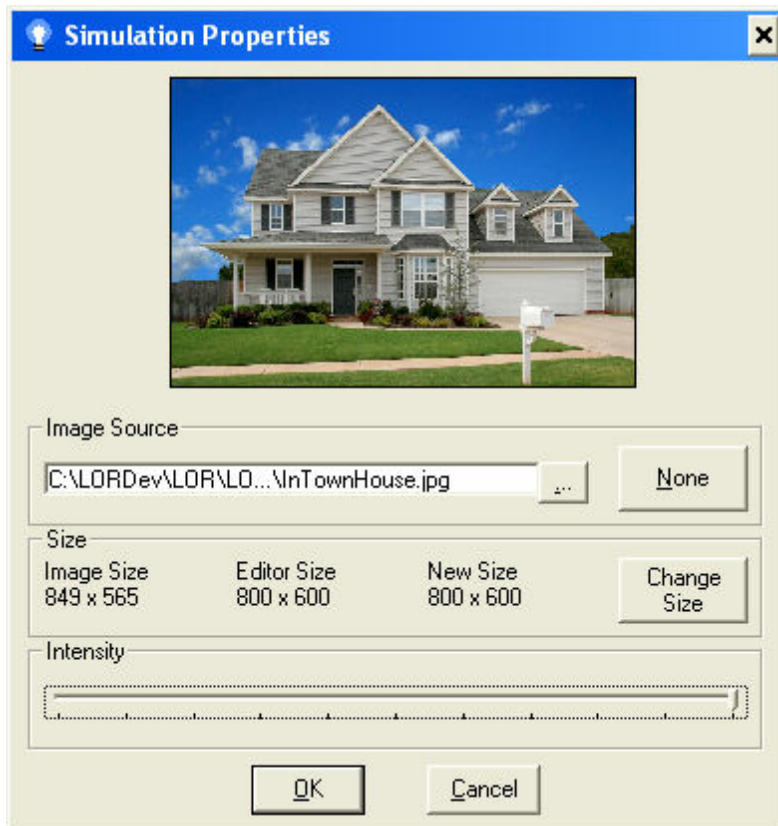 Simulation Properties
Image Source
C:\LORDev\LOR\LO...\InTownHouse.jpg
...
None
Size
Image Size Editor Size New Size
849 x 565 800 x 600 800 x 600
Change
Size
Intensity
OK Cancel